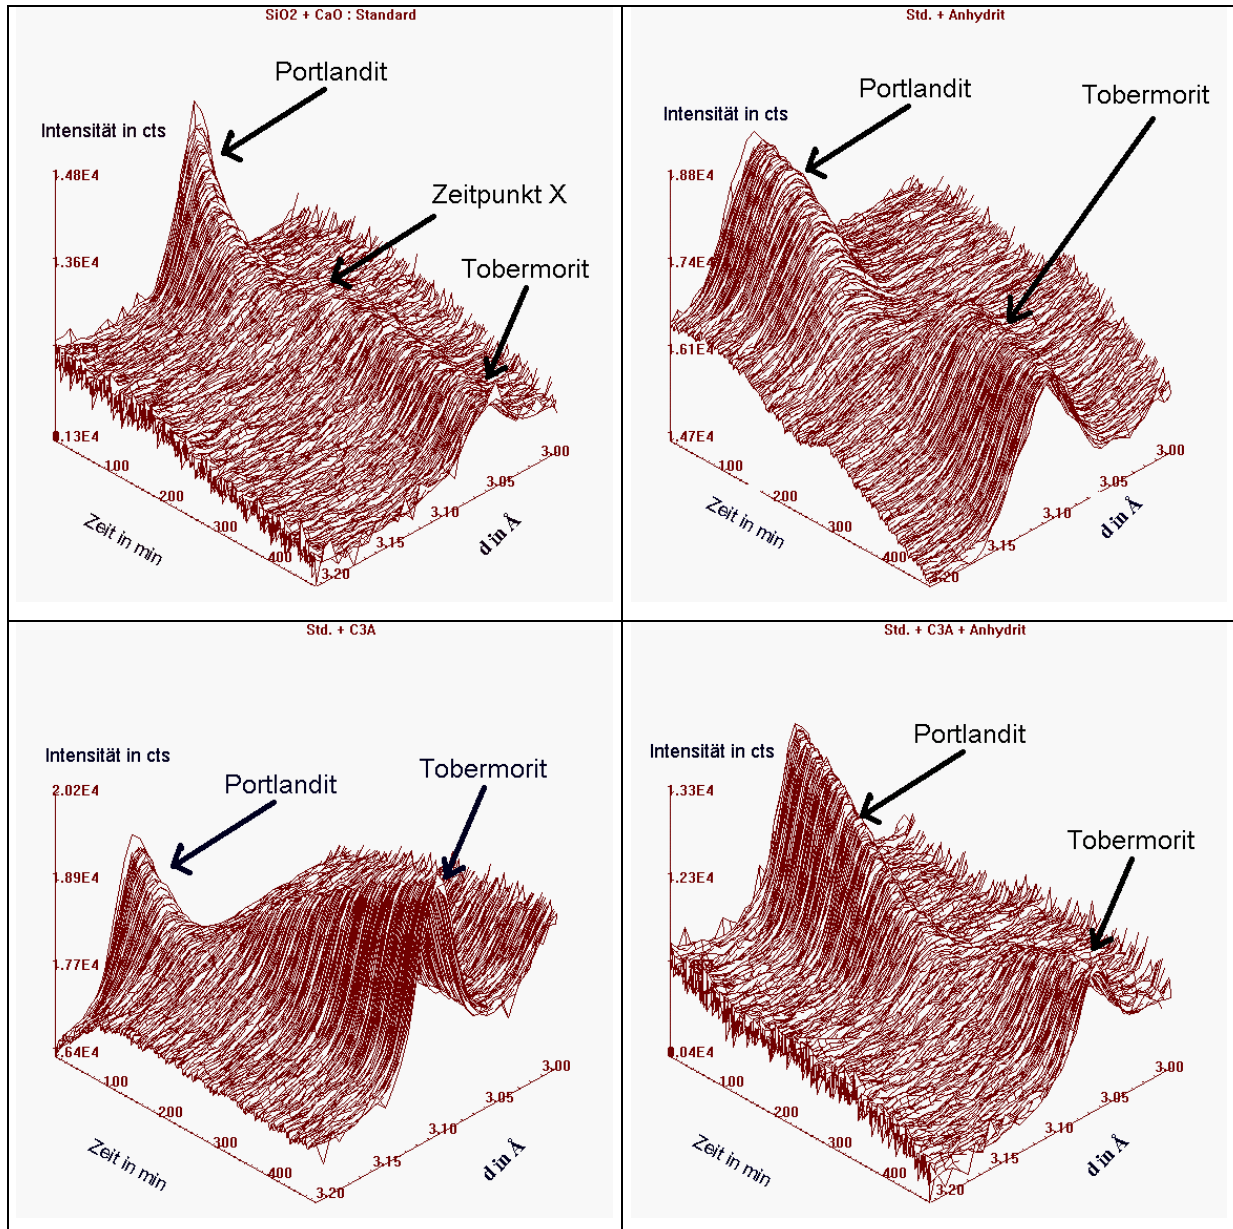 SiO2 + CaO : Standard
Portlandit
Intensität in cts
1.48E4
Zeitpunkt X
1.36E4
Tobermorit
.13E4
100
200
300
400
Zeit in min
3.00
3.05
3.10
3.15
3.20
d in Å
Std. + Anhydrit
Portlandit
Tobermorit
Intensität in cts
1.88E4
1.74E4
1.61E4
1.47E4
100
200
300
400
Zeit in min
3.00
3.05
3.10
3.15
3.20
d in Å
Std. + C3A
Intensität in cts
Portlandit
Tobermorit
2.02E4
1.89E4
1.77E4
.64E4
100
200
300
400
Zeit in min
3.00
3.05
3.10
3.15
3.20
d in Å
Std. + C3A + Anhydrit
Portlandit
Intensität in cts
1.33E4
Tobermorit
1.23E4
.04E4
100
200
300
400
Zeit in min
3.00
3.05
3.10
3.15
3.20
d in Å